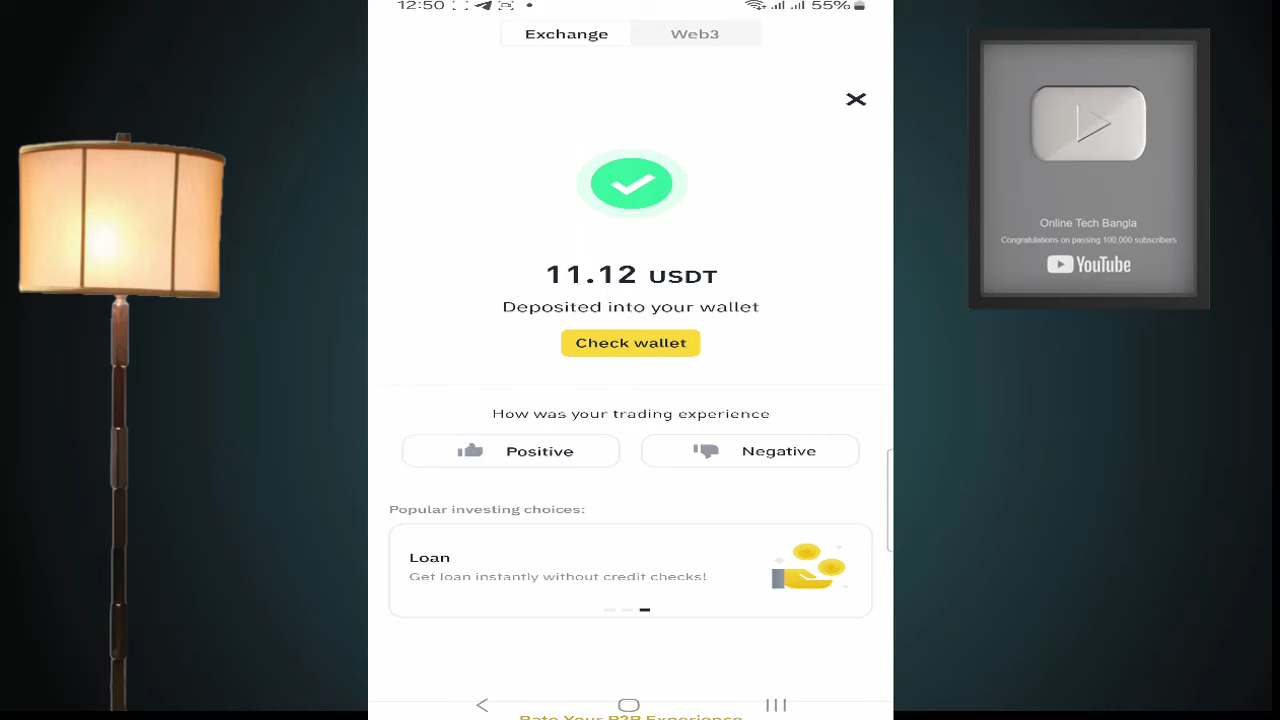 12:50
55%
Exchange
Web3
11.12 USDT
Deposited into your wallet
Check wallet
How was your trading experience
Positive
Negative
Popular investing choices:
Loan
Get loan instantly without credit checks!
Rate Your P2P Experience
Online Tech Bangla
Congratulations on passing 100,000 subscribers
YouTube